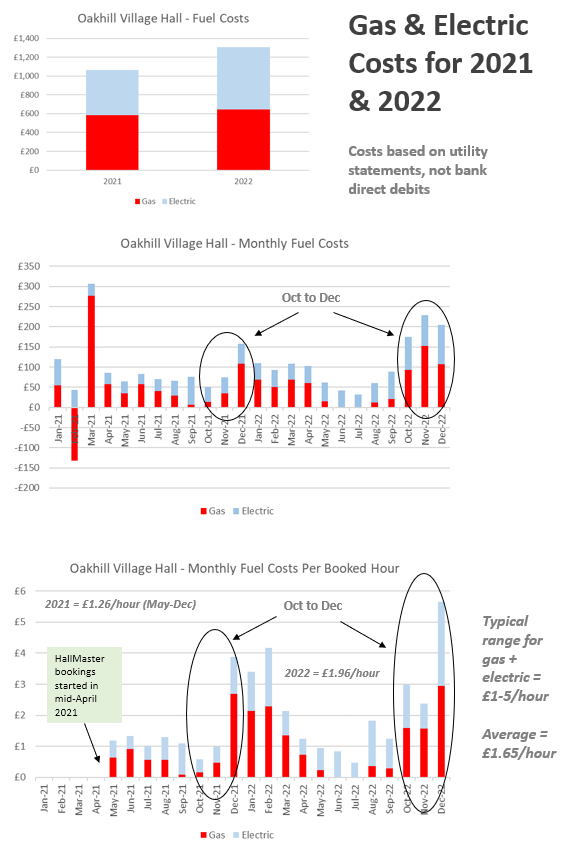 Oakhill Village Hall - Fuel Costs
£1,400
£1,200
£1,000
£800
£600
£400
£200
£0
2021
2022
Gas
Electric
Gas & Electric
Costs for 2021
& 2022
Costs based on utility
statements, not bank
direct debits
Oakhill Village Hall - Monthly Fuel Costs
£350
£300
£250
£200
£150
£100
£50
£0
-£50
-£100
-£150
-£200
Oct to Dec
Jan-21
Mar-21
Apr-21
May-21
Jun-21
Jul-21
Aug-21
Sep-21
Oct-21
Nov-21
Dec-21
Jan-22
Feb-22
Mar-22
Apr-22
May-22
Jun-22
Jul-22
Aug-22
Sep-22
Oct-22
Nov-22
Dec-22
Gas
Electric
Oakhill Village Hall - Monthly Fuel Costs Per Booked Hour
£6
£5
£4
£3
£2
£1
£0
2021 = £1.26/hour (May-Dec)
Oct to Dec
HallMaster
bookings
started in
mid-April
2021
2022 = £1.96/hour
Jan-21
Feb-21
Mar-21
Apr-21
May-21
Jun-21
Jul-21
Aug-21
Sep-21
Oct-21
Nov-21
Dec-21
Jan-22
Feb-22
Mar-22
Apr-22
May-22
Jun-22
Jul-22
Aug-22
Sep-22
Oct-22
Nov-22
Dec-22
Gas
Electric
Typical
range for
gas +
electric =
£1-5/hour
Average =
£1.65/hour